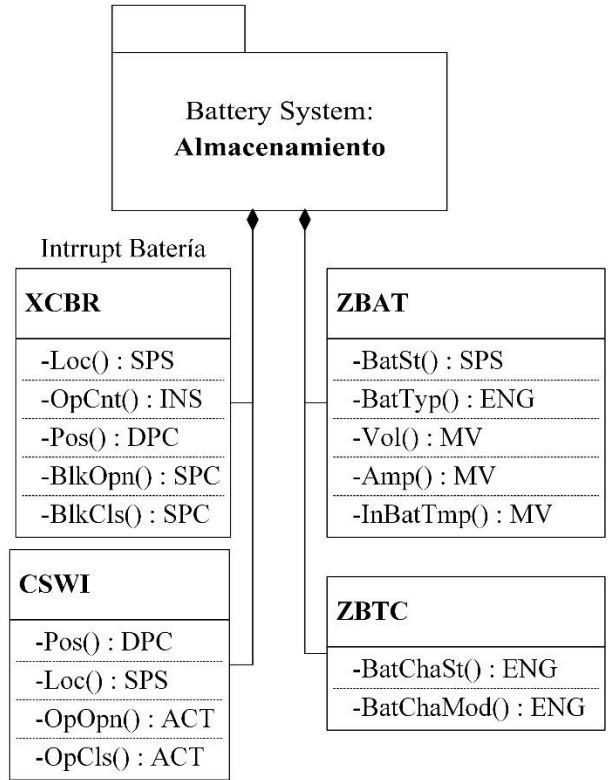 Battery System:
Almacenamiento
Intrrupt Batería
XCBR
-Loc() : SPS
-OpCnt() : INS
-Pos() : DPC
-BlkOpn() : SPC
-BlkCls() : SPC
CSWI
-Pos() : DPC
-Loc() : SPS
-OpOpn() : ACT
-OpCls() : ACT
ZBAT
-BatSt() : SPS
-BatTyp() : ENG
-Vol() : MV
-Amp() : MV
-InBatTmp() : MV
ZBTC
-BatChaSt() : ENG
-BatChaMod() : ENG